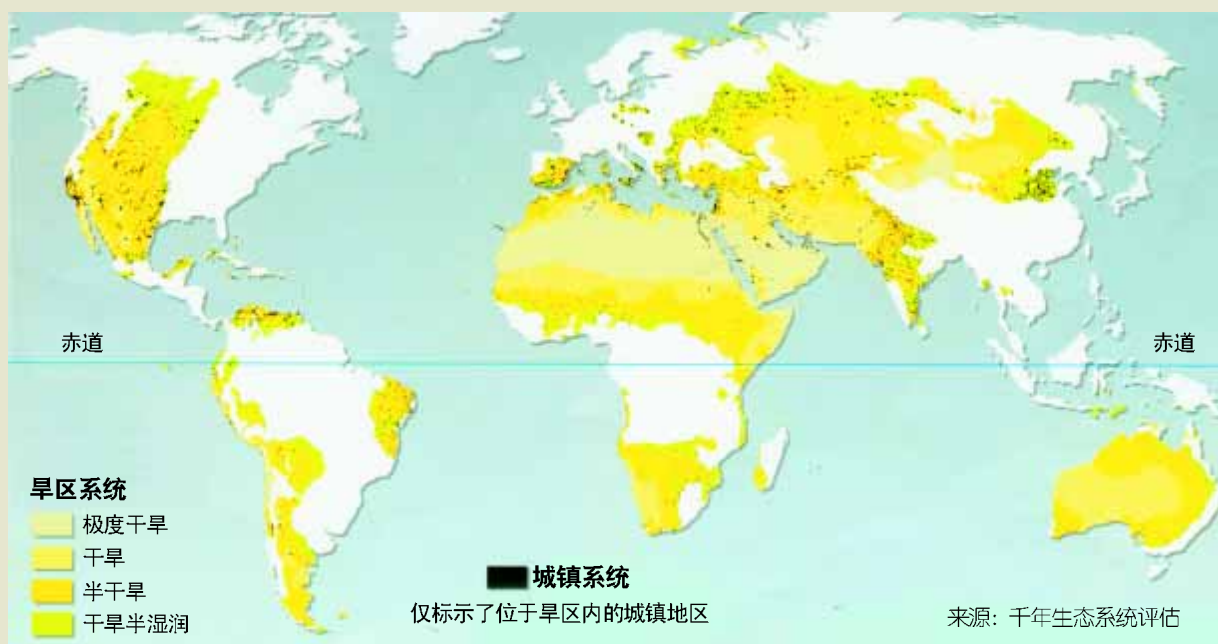 赤道
赤道
旱区系统
极度干旱
干旱
半干旱
干旱半湿润
城镇系统
仅标示了位于旱区内的城镇地区
来源：千年生态系统评估